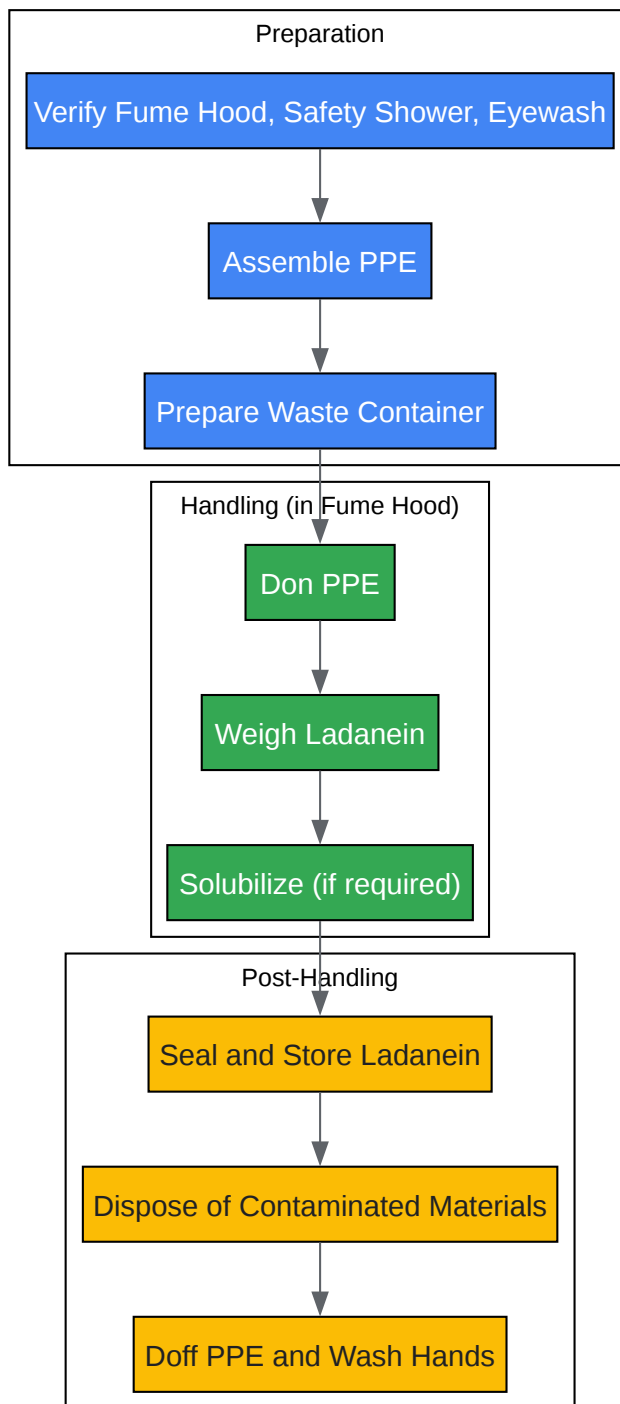 Preparation
Verify Fume Hood, Safety Shower, Eyewash
Assemble PPE
Prepare Waste Container
Handling (in Fume Hood)
Don PPE
Weigh Ladanein
Solubilize (if required)
Post-Handling
Seal and Store Ladanein
Dispose of Contaminated Materials
Doff PPE and Wash Hands